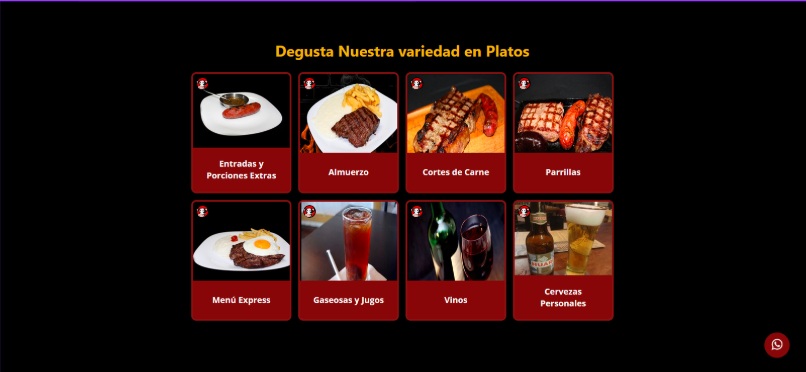 Degusta Nuestra variedad en Platos
Entradas y
Porciones Extras
Almuerzo
Cortes de Carne
Parrillas
Menú Express
Gaseosas y Jugos
Vinos
Cervezas
Personales